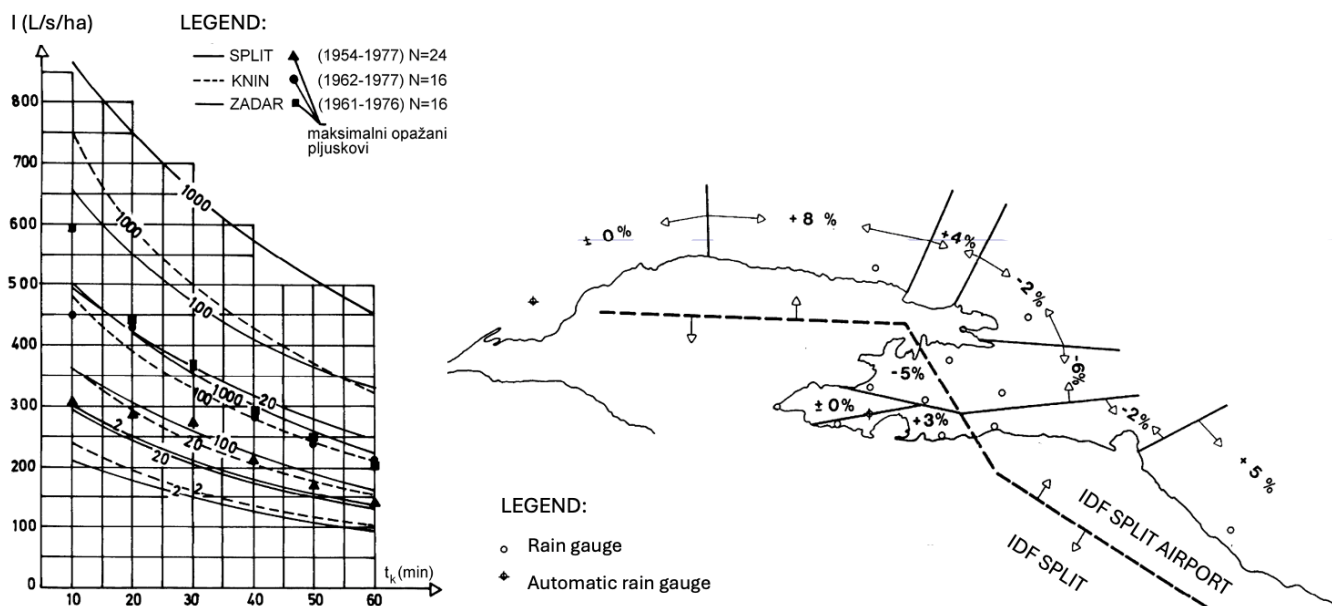 I (L/s/ha)
LEGEND:
SPLIT (1954-1977) N=24
KNIN (1962-1977) N=16
ZADAR (1961-1976) N=16
maksimalni opažani
pljuskovi
800
700
600
500
400
300
200
100
0
10 20 30 40 50 60
t_k (min)
1000
1000
100
1000
20
100
100
20
2
20
2
2
± 0%
+ 8 %
+4%
-2%
-6%
-5%
± 0%
+3%
-2%
+ 5 %
IDF SPLIT AIRPORT
IDF SPLIT
LEGEND:
Rain gauge
Automatic rain gauge